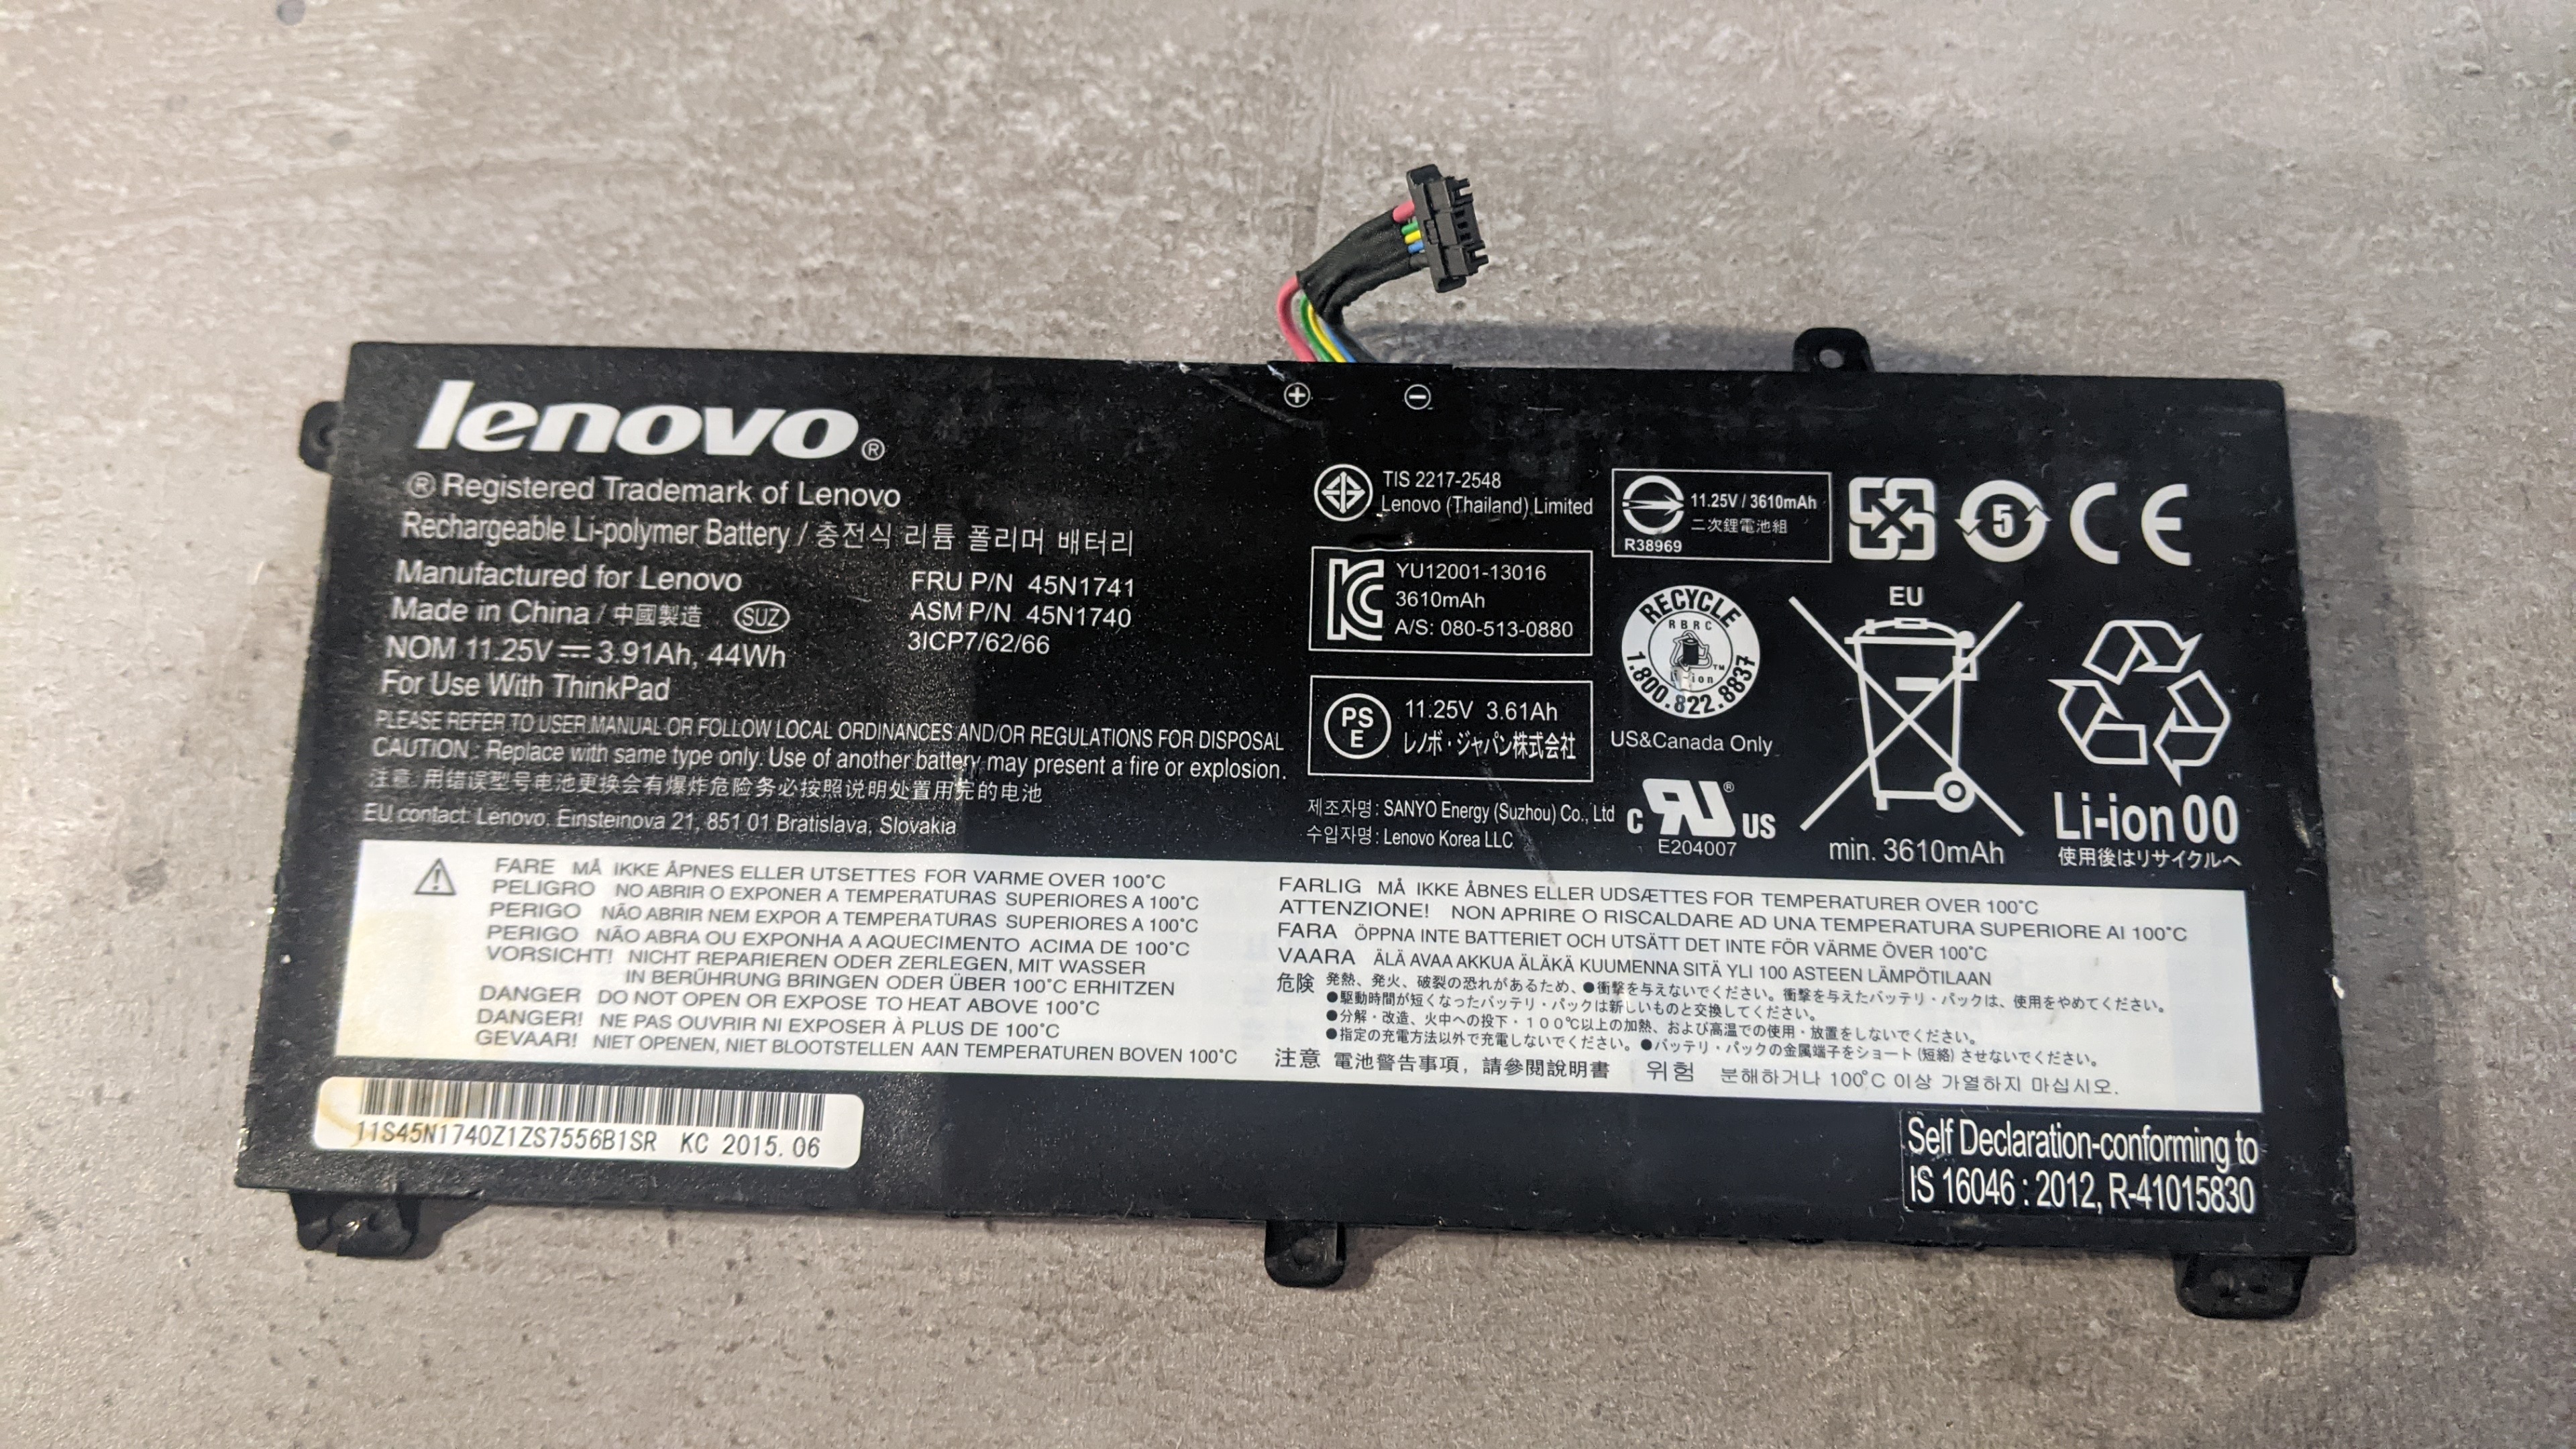 lenovo®
® Registered Trademark of Lenovo
Rechargeable Li-polymer Battery / 충전식 리튬 폴리머 배터리
Manufactured for Lenovo
Made in China / 中國製造 SUZ
NOM 11.25V ⎓ 3.91Ah, 44Wh
For Use With ThinkPad
FRU P/N 45N1741
ASM P/N 45N1740
3ICP7/62/66
PLEASE REFER TO USER MANUAL OR FOLLOW LOCAL ORDINANCES AND/OR REGULATIONS FOR DISPOSAL
CAUTION : Replace with same type only. Use of another battery may present a fire or explosion.
注意 用错误型号电池更换会有爆炸危险务必按照说明处置用完的电池
EU contact: Lenovo. Einsteinova 21, 851 01 Bratislava, Slovakia
+ −
TIS 2217-2548
Lenovo (Thailand) Limited
11.25V / 3610mAh
二次鋰電池組
R38969
5
CE
YU12001-13016
3610mAh
A/S: 080-513-0880
PS
E
11.25V 3.61Ah
レノボ・ジャパン株式会社
제조자명 : SANYO Energy (Suzhou) Co., Ltd
수입자명 : Lenovo Korea LLC
RECYCLE
RBRC
Li-ion
1.800.822.8837
US&Canada Only
C RU® US
E204007
EU
min. 3610mAh
Li-ion 00
使用後はリサイクルへ
FARE MÅ IKKE ÅPNES ELLER UTSETTES FOR VARME OVER 100°C
PELIGRO NO ABRIR O EXPONER A TEMPERATURAS SUPERIORES A 100°C
PERIGO NÃO ABRIR NEM EXPOR A TEMPERATURAS SUPERIORES A 100°C
PERIGO NÃO ABRA OU EXPONHA A AQUECIMENTO ACIMA DE 100°C
VORSICHT! NICHT REPARIEREN ODER ZERLEGEN, MIT WASSER
IN BERÜHRUNG BRINGEN ODER ÜBER 100°C ERHITZEN
DANGER DO NOT OPEN OR EXPOSE TO HEAT ABOVE 100°C
DANGER! NE PAS OUVRIR NI EXPOSER À PLUS DE 100°C
GEVAAR! NIET OPENEN, NIET BLOOTSTELLEN AAN TEMPERATUREN BOVEN 100°C
FARLIG MÅ IKKE ÅBNES ELLER UDSÆTTES FOR TEMPERATURER OVER 100°C
ATTENZIONE! NON APRIRE O RISCALDARE AD UNA TEMPERATURA SUPERIORE AI 100°C
FARA ÖPPNA INTE BATTERIET OCH UTSÄTT DET INTE FÖR VÄRME ÖVER 100°C
VAARA ÄLÄ AVAA AKKUA ÄLÄKÄ KUUMENNA SITÄ YLI 100 ASTEEN LÄMPÖTILAAN
危険 発熱、発火、破裂の恐れがあるため、●衝撃を与えないでください。衝撃を与えたバッテリ・パックは、使用をやめてください。
●駆動時間が短くなったバッテリ・パックは新しいものと交換してください。
●分解・改造、火中への投下・100℃以上の加熱、および高温での使用・放置をしないでください。
●指定の充電方法以外で充電しないでください。●バッテリ・パックの金属端子をショート (短絡) させないでください。
注意 電池警告事項，請參閱說明書 위험 분해하거나 100°C 이상 가열하지 마십시오.
11S45N1740Z1ZS7556B1SR KC 2015.06
Self Declaration-conforming to
IS 16046 : 2012, R-41015830